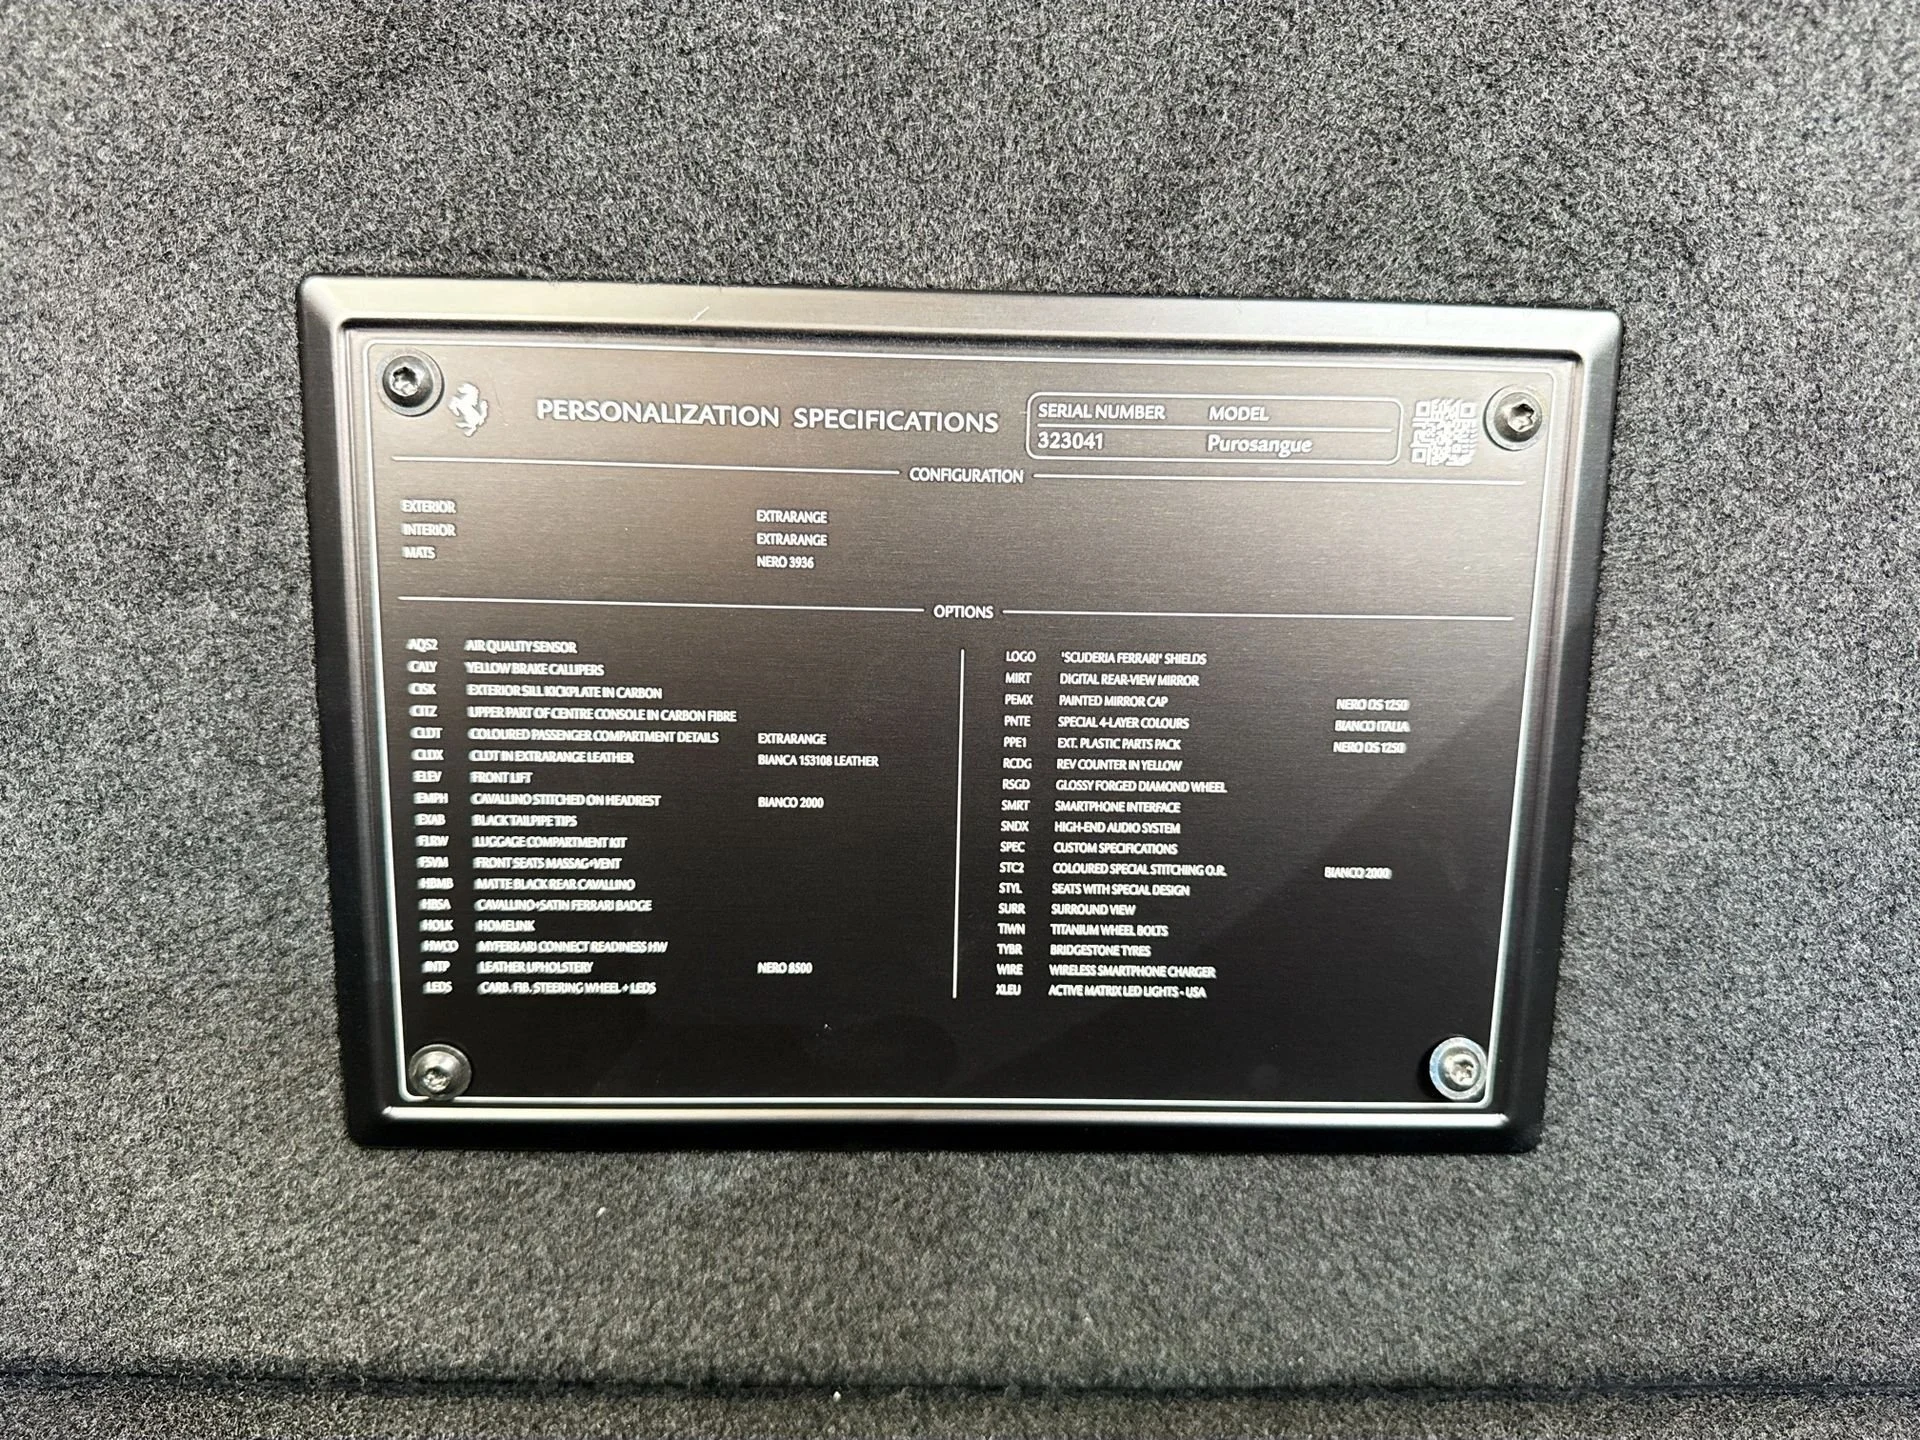 PERSONALIZATION SPECIFICATIONS
SERIAL NUMBER MODEL
323041 Purosangue
CONFIGURATION
EXTERIOR EXTRARANGE
INTERIOR EXTRARANGE
MATS NERO 3936
OPTIONS
AQS2 AIR QUALITY SENSOR
CALY YELLOW BRAKE CALLIPERS
CISK EXTERIOR SILL KICKPLATE IN CARBON
CITZ UPPER PART OF CENTRE CONSOLE IN CARBON FIBRE
CLDT COLOURED PASSENGER COMPARTMENT DETAILS EXTRARANGE
CLDX CLDT IN EXTRARANGE LEATHER BIANCA 153108 LEATHER
ELEV FRONT LIFT
EMPH CAVALLINO STITCHED ON HEADREST BIANCO 2000
EXAB BLACK TAILPIPE TIPS
FLRW LUGGAGE COMPARTMENT KIT
FSVM FRONT SEATS MASSAG+VENT
HBMB MATTE BLACK REAR CAVALLINO
HBSA CAVALLINO+SATIN FERRARI BADGE
HOLK HOMELINK
HWCO MYFERRARI CONNECT READINESS HW
INTP LEATHER UPHOLSTERY NERO 8500
LEDS CARB. FIB. STEERING WHEEL + LEDS
LOGO 'SCUDERIA FERRARI' SHIELDS
MIRT DIGITAL REAR-VIEW MIRROR
PEMX PAINTED MIRROR CAP NERO DS 1250
PNTE SPECIAL 4-LAYER COLOURS BIANCO ITALIA
PPE1 EXT. PLASTIC PARTS PACK NERO DS 1250
RCDG REV COUNTER IN YELLOW
RSGD GLOSSY FORGED DIAMOND WHEEL
SMRT SMARTPHONE INTERFACE
SNDX HIGH-END AUDIO SYSTEM
SPEC CUSTOM SPECIFICATIONS
STC2 COLOURED SPECIAL STITCHING O.R. BIANCO 2000
STYL SEATS WITH SPECIAL DESIGN
SURR SURROUND VIEW
TIWN TITANIUM WHEEL BOLTS
TYBR BRIDGESTONE TYRES
WIRE WIRELESS SMARTPHONE CHARGER
XLEU ACTIVE MATRIX LED LIGHTS - USA